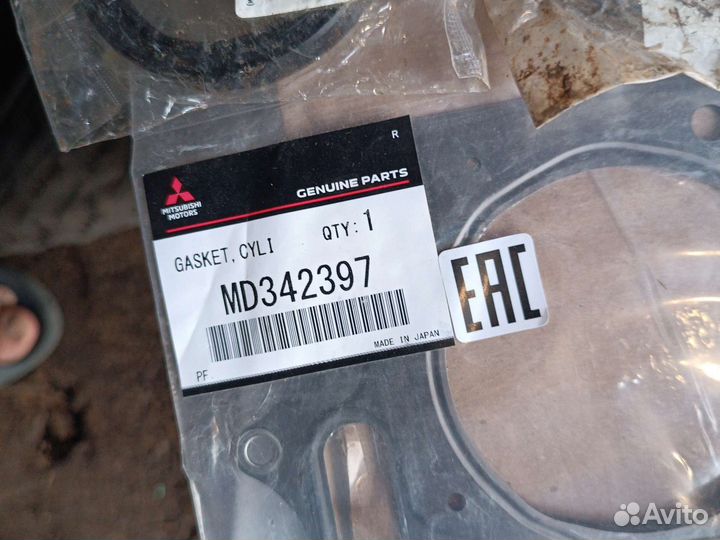 R
MITSUBISHI
MOTORS
GENUINE PARTS
GASKET, CYLI QTY: 1
MD342397
PF
MADE IN JAPAN
EAC
Avito